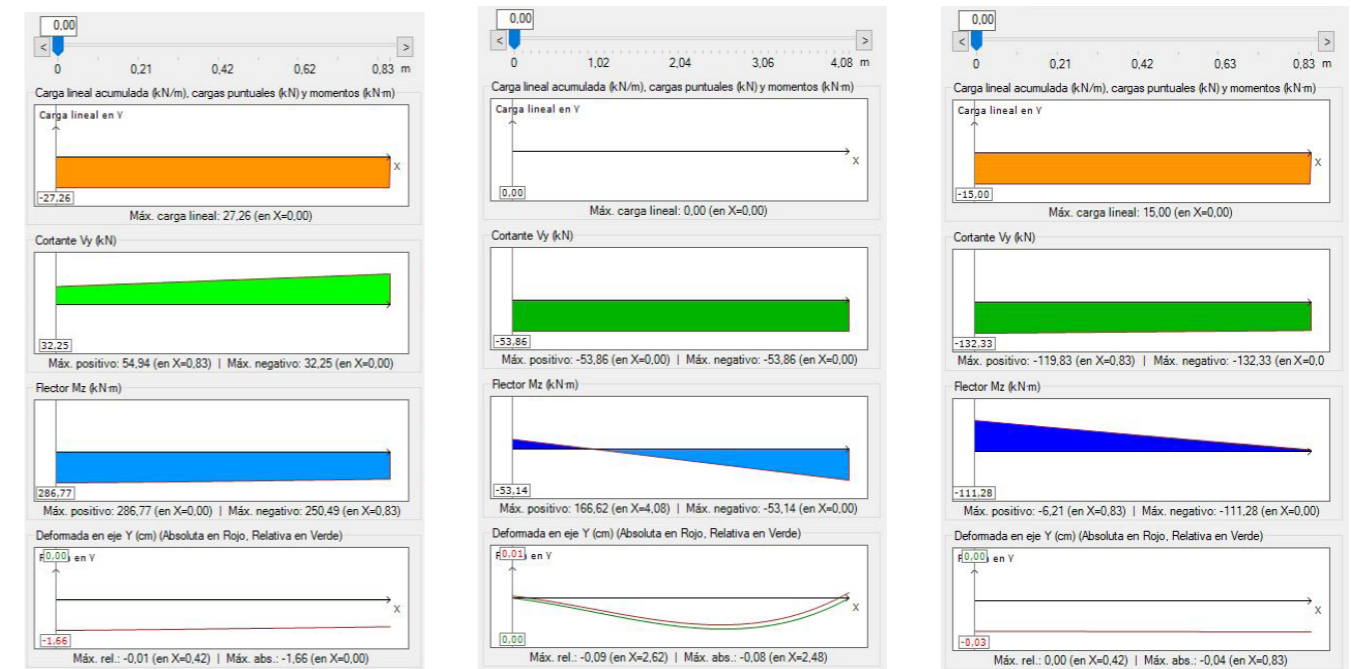 0,00
<
>
0 0,21 0,42 0,62 0,83 m
Carga lineal acumulada (kN/m), cargas puntuales (kN) y momentos (kN·m)
Carga lineal en Y
X
-27,26
Máx. carga lineal: 27,26 (en X=0,00)
Cortante Vy (kN)
32,25
Máx. positivo: 54,94 (en X=0,83) | Máx. negativo: 32,25 (en X=0,00)
Flector Mz (kN·m)
286,77
Máx. positivo: 286,77 (en X=0,00) | Máx. negativo: 250,49 (en X=0,83)
Deformada en eje Y (cm) (Absoluta en Rojo, Relativa en Verde)
0,00 en Y
X
-1,66
Máx. rel.: -0,01 (en X=0,42) | Máx. abs.: -1,66 (en X=0,00)
0,00
<
>
0 1,02 2,04 3,06 4,08 m
Carga lineal acumulada (kN/m), cargas puntuales (kN) y momentos (kN·m)
Carga lineal en Y
X
0,00
Máx. carga lineal: 0,00 (en X=0,00)
Cortante Vy (kN)
-53,86
Máx. positivo: -53,86 (en X=0,00) | Máx. negativo: -53,86 (en X=0,00)
Flector Mz (kN·m)
-53,14
Máx. positivo: 166,62 (en X=4,08) | Máx. negativo: -53,14 (en X=0,00)
Deformada en eje Y (cm) (Absoluta en Rojo, Relativa en Verde)
0,01 en Y
X
0,00
Máx. rel.: -0,09 (en X=2,62) | Máx. abs.: -0,08 (en X=2,48)
0,00
<
>
0 0,21 0,42 0,63 0,83 m
Carga lineal acumulada (kN/m), cargas puntuales (kN) y momentos (kN·m)
Carga lineal en Y
X
-15,00
Máx. carga lineal: 15,00 (en X=0,00)
Cortante Vy (kN)
-132,33
Máx. positivo: -119,83 (en X=0,83) | Máx. negativo: -132,33 (en X=0,0
Flector Mz (kN·m)
-111,28
Máx. positivo: -6,21 (en X=0,83) | Máx. negativo: -111,28 (en X=0,00)
Deformada en eje Y (cm) (Absoluta en Rojo, Relativa en Verde)
0,00 en Y
X
-0,03
Máx. rel.: 0,00 (en X=0,42) | Máx. abs.: -0,04 (en X=0,83)